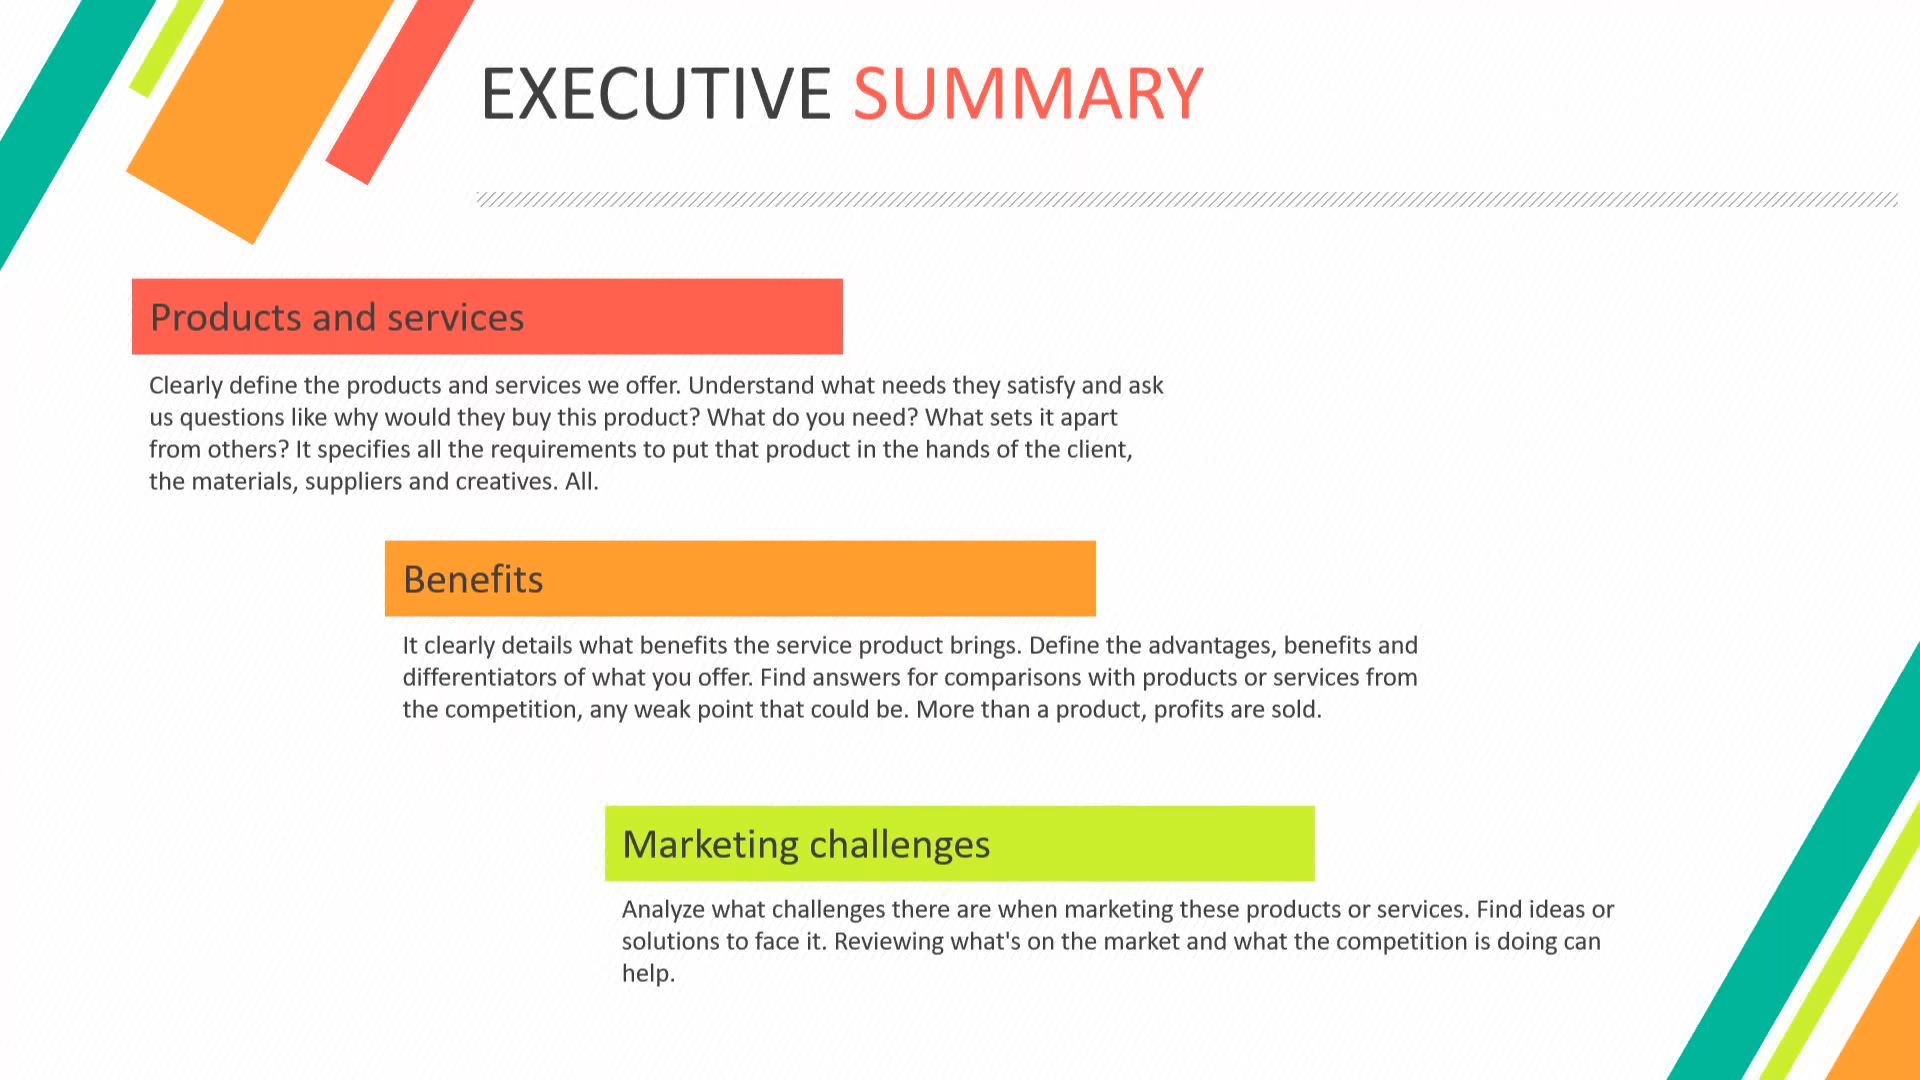 EXECUTIVE SUMMARY
Products and services
Clearly define the products and services we offer. Understand what needs they satisfy and ask
us questions like why would they buy this product? What do you need? What sets it apart
from others? It specifies all the requirements to put that product in the hands of the client,
the materials, suppliers and creatives. All.
Benefits
It clearly details what benefits the service product brings. Define the advantages, benefits and
differentiators of what you offer. Find answers for comparisons with products or services from
the competition, any weak point that could be. More than a product, profits are sold.
Marketing challenges
Analyze what challenges there are when marketing these products or services. Find ideas or
solutions to face it. Reviewing what's on the market and what the competition is doing can
help.